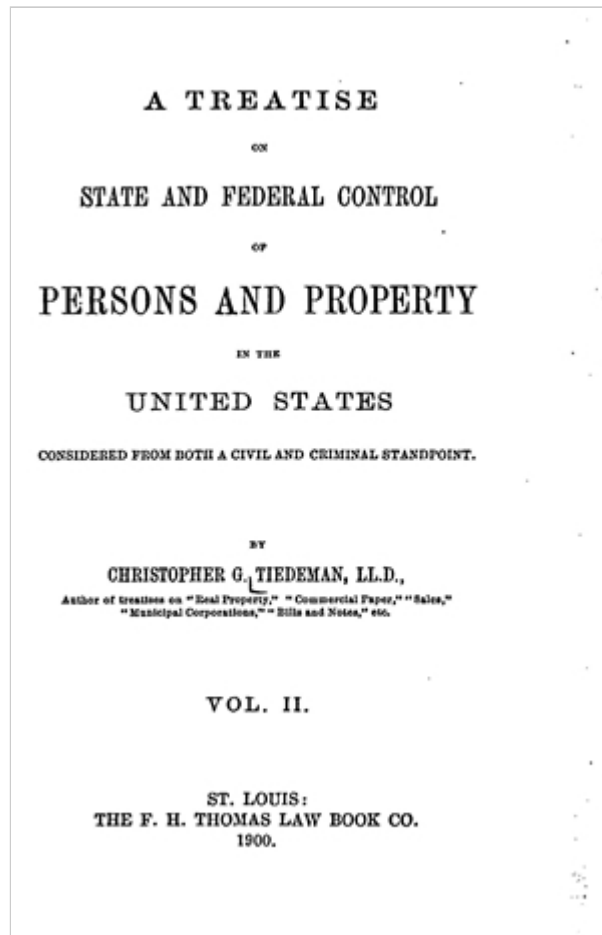 A TREATISE
ON
STATE AND FEDERAL CONTROL
OF
PERSONS AND PROPERTY
IN THE
UNITED STATES
CONSIDERED FROM BOTH A CIVIL AND CRIMINAL STANDPOINT.
BY
CHRISTOPHER G. TIEDEMAN, LL.D.,
Author of treatises on "Real Property," "Commercial Paper," "Sales,"
"Municipal Corporations," "Bills and Notes," etc.
VOL. II.
ST. LOUIS:
THE F. H. THOMAS LAW BOOK CO.
1900.